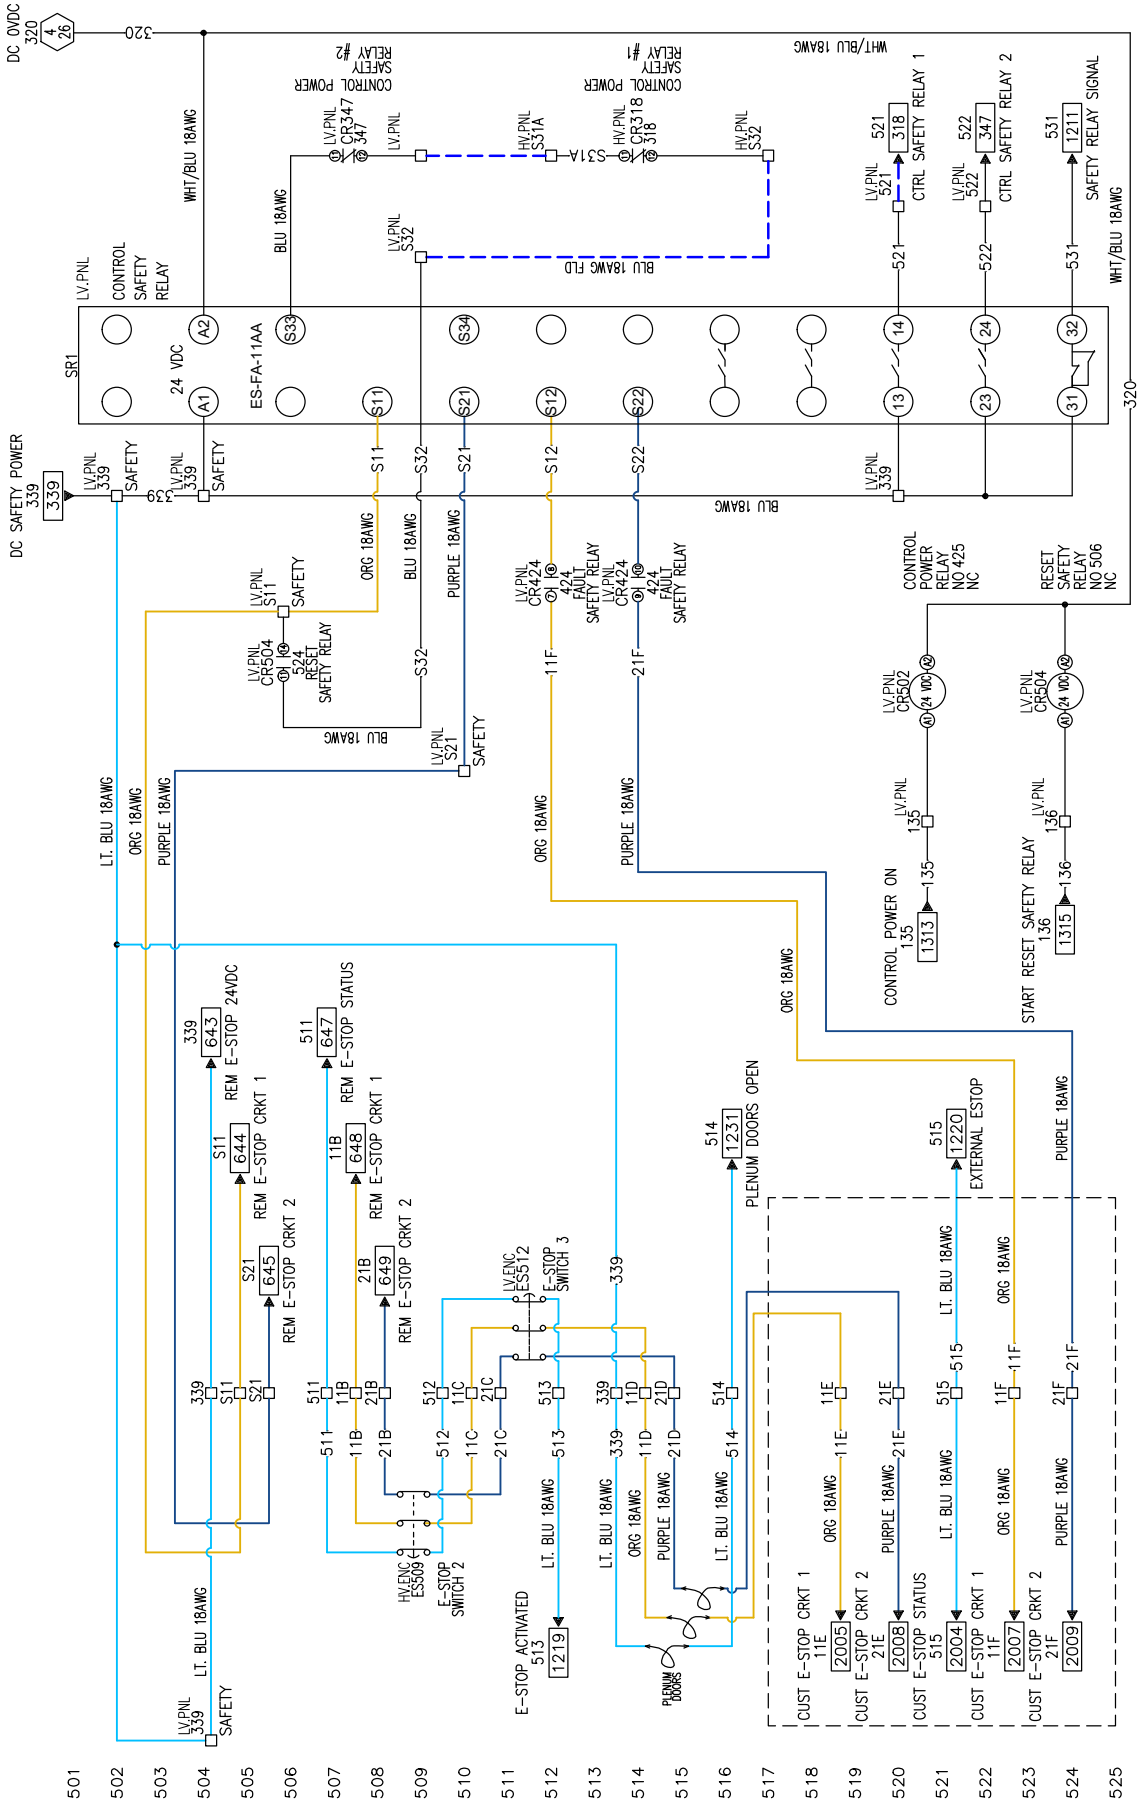 501
502
503
504
505
506
507
508
509
510
511
512
513
514
515
516
517
518
519
520
521
522
523
524
525
LV.PNL
339
SAFETY
LT. BLU 18AWG
339
S11
S21
339
643
REM E-STOP 24VDC
S11
644
REM E-STOP CRKT 1
S21
645
REM E-STOP CRKT 2
LT. BLU 18AWG
ORG 18AWG
PURPLE 18AWG
511
511
511
647
REM E-STOP STATUS
11B
11B
11B
648
REM E-STOP CRKT 1
21B
21B
21B
649
REM E-STOP CRKT 2
HV.ENC
ES509
E-STOP
SWITCH 2
512
512
11C
11C
21C
21C
LV.ENC
ES512
E-STOP
SWITCH 3
E-STOP ACTIVATED
513
1219
LT. BLU 18AWG
513
513
LT. BLU 18AWG
339
339
339
ORG 18AWG
11D
11D
PURPLE 18AWG
21D
21D
LT. BLU 18AWG
514
514
514
1231
PLENUM DOORS OPEN
PLENUM
DOORS
CUST E-STOP CRKT 1
11E
2005
ORG 18AWG
11E
11E
CUST E-STOP CRKT 2
21E
2008
PURPLE 18AWG
21E
21E
CUST E-STOP STATUS
515
2004
LT. BLU 18AWG
515
515
LT. BLU 18AWG
515
1220
EXTERNAL ESTOP
CUST E-STOP CRKT 1
11F
2007
ORG 18AWG
11F
11F
ORG 18AWG
CUST E-STOP CRKT 2
21F
2009
PURPLE 18AWG
21F
21F
PURPLE 18AWG
DC SAFETY POWER
339
339
LV.PNL
339
SAFETY
339
LV.PNL
339
SAFETY
LV.PNL
S11
SAFETY
LV.PNL
CR504
11
14
524
RESET
SAFETY RELAY
BLU 18AWG
S32
ORG 18AWG
S11
BLU 18AWG
S32
PURPLE 18AWG
S21
LV.PNL
S21
SAFETY
ORG 18AWG
11F
LV.PNL
CR424
7
8
424
FAULT
SAFETY RELAY
S12
PURPLE 18AWG
21F
LV.PNL
CR424
9
10
424
FAULT
SAFETY RELAY
S22
ORG 18AWG
BLU 18AWG
LV.PNL
339
CONTROL POWER ON
135
1313
135
135
LV.PNL
LV.PNL
CR502
A1
24 VDC
A2
CONTROL
POWER
RELAY
NO 425
NC
START RESET SAFETY RELAY
136
1315
136
136
LV.PNL
LV.PNL
CR504
A1
24 VDC
A2
RESET
SAFETY
RELAY
NO 506
NC
320
SR1
LV.PNL
CONTROL
SAFETY
RELAY
24 VDC
A1
A2
ES-FA-11AA
S33
S11
S21
S34
S12
S22
13
14
23
24
31
32
DC 0VDC
320
4
26
320
WHT/BLU 18AWG
WHT/BLU 18AWG
BLU 18AWG
LV.PNL
CR347
11
12
347
CONTROL POWER
SAFETY
RELAY #2
LV.PNL
LV.PNL
S32
HV.PNL
S31A
S31A
HV.PNL
CR318
11
12
318
CONTROL POWER
SAFETY
RELAY #1
HV.PNL
S32
BLU 18AWG FLD
521
LV.PNL
521
521
318
CTRL SAFETY RELAY 1
522
LV.PNL
522
522
347
CTRL SAFETY RELAY 2
531
531
1211
SAFETY RELAY SIGNAL
WHT/BLU 18AWG